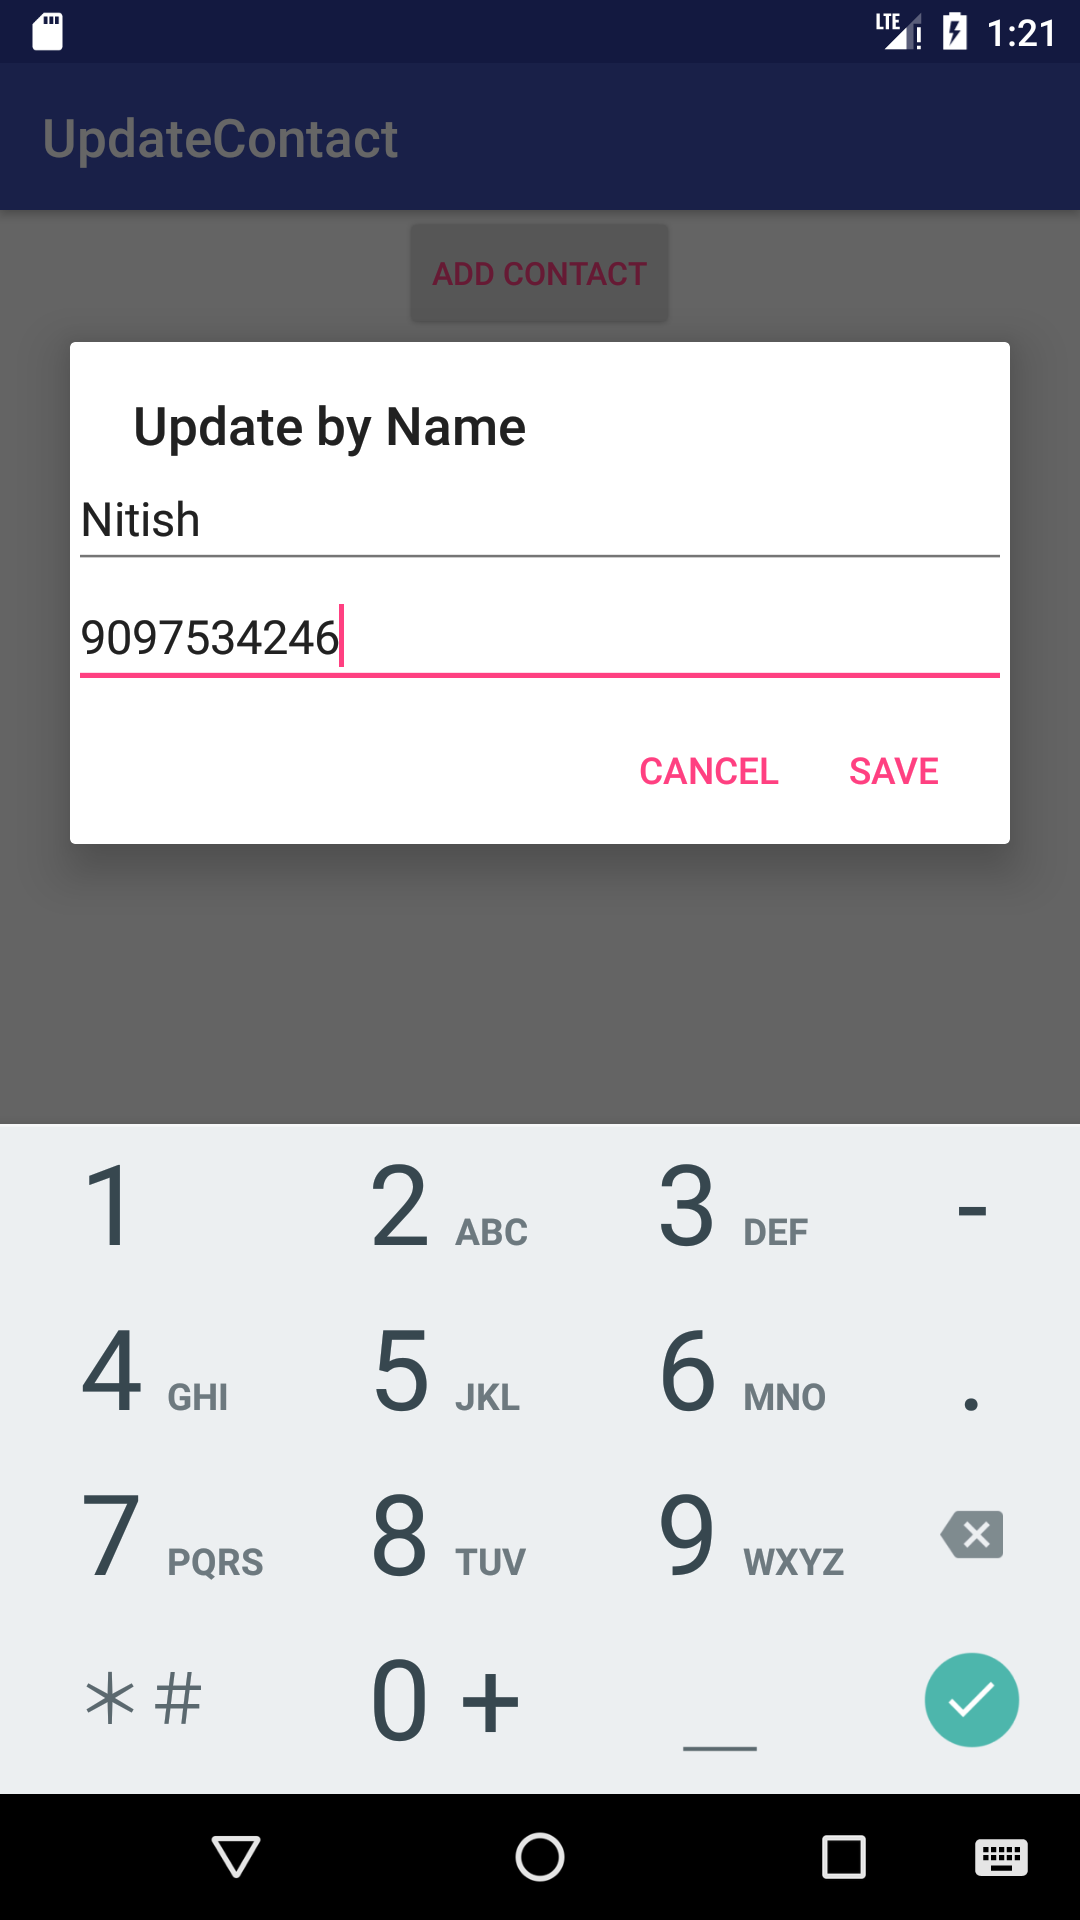 LTE ! 1:21
UpdateContact
ADD CONTACT
Update by Name
Nitish
9097534246
CANCEL SAVE
1 2 ABC 3 DEF -
4 GHI 5 JKL 6 MNO .
7 PQRS 8 TUV 9 WXYZ
* # 0 + _